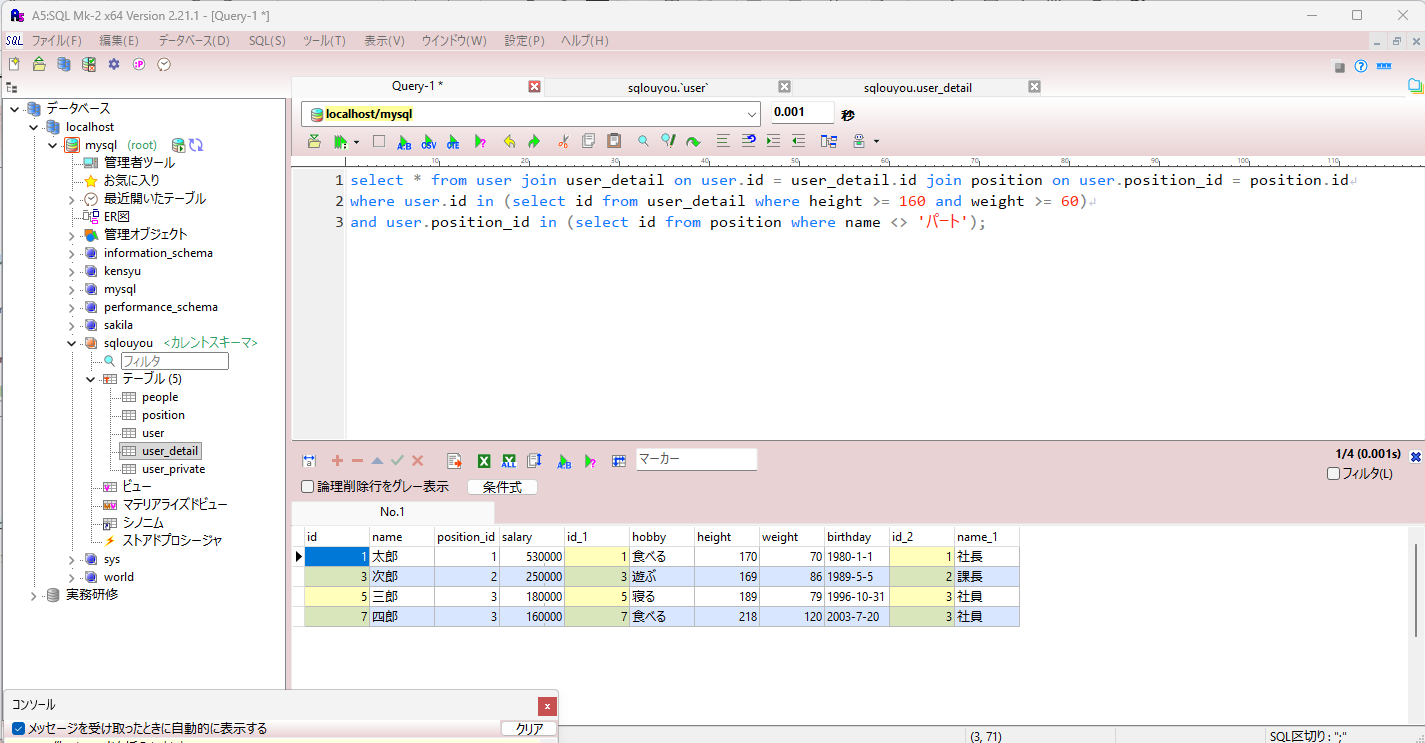 A5:SQL Mk-2 x64 Version 2.21.1 - [Query-1 *]
SQL ファイル(F) 編集(E) データベース(D) SQL(S) ツール(T) 表示(V) ウインドウ(W) 設定(P) ヘルプ(H)
Query-1 * sqlouyou.`user` sqlouyou.user_detail
データベース
localhost
mysql (root)
管理者ツール
お気に入り
最近開いたテーブル
ER図
管理オブジェクト
information_schema
kensyu
mysql
performance_schema
sakila
sqlouyou <カレントスキーマ>
フィルタ
テーブル (5)
people
position
user
user_detail
user_private
ビュー
マテリアライズドビュー
シノニム
ストアドプロシージャ
sys
world
実務研修
localhost/mysql 0.001 秒
10 20 30 40 50 60 70 80 90 100 110
1 select * from user join user_detail on user.id = user_detail.id join position on user.position_id = position.id
2 where user.id in (select id from user_detail where height >= 160 and weight >= 60)
3 and user.position_id in (select id from position where name <> 'パート');
マーカー
1/4 (0.001s)
論理削除行をグレー表示 条件式 フィルタ(L)
No.1
id name position_id salary id_1 hobby height weight birthday id_2 name_1
1 太郎 1 530000 1 食べる 170 70 1980-1-1 1 社長
3 次郎 2 250000 3 遊ぶ 169 86 1989-5-5 2 課長
5 三郎 3 180000 5 寝る 189 79 1996-10-31 3 社員
7 四郎 3 160000 7 食べる 218 120 2003-7-20 3 社員
コンソール
メッセージを受け取ったときに自動的に表示する クリア
(3, 71) SQL区切り: ";"